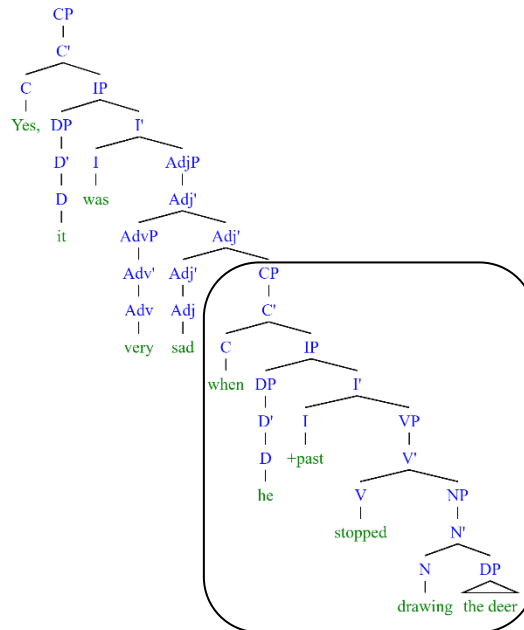 CP
C'
C IP
Yes, DP I'
D' I AdjP
D was Adj'
it AdvP Adj'
Adv' Adj' CP
Adv Adj C'
very sad C IP
when DP I'
D' I VP
D +past V'
he V NP
stopped N'
N DP
drawing the deer